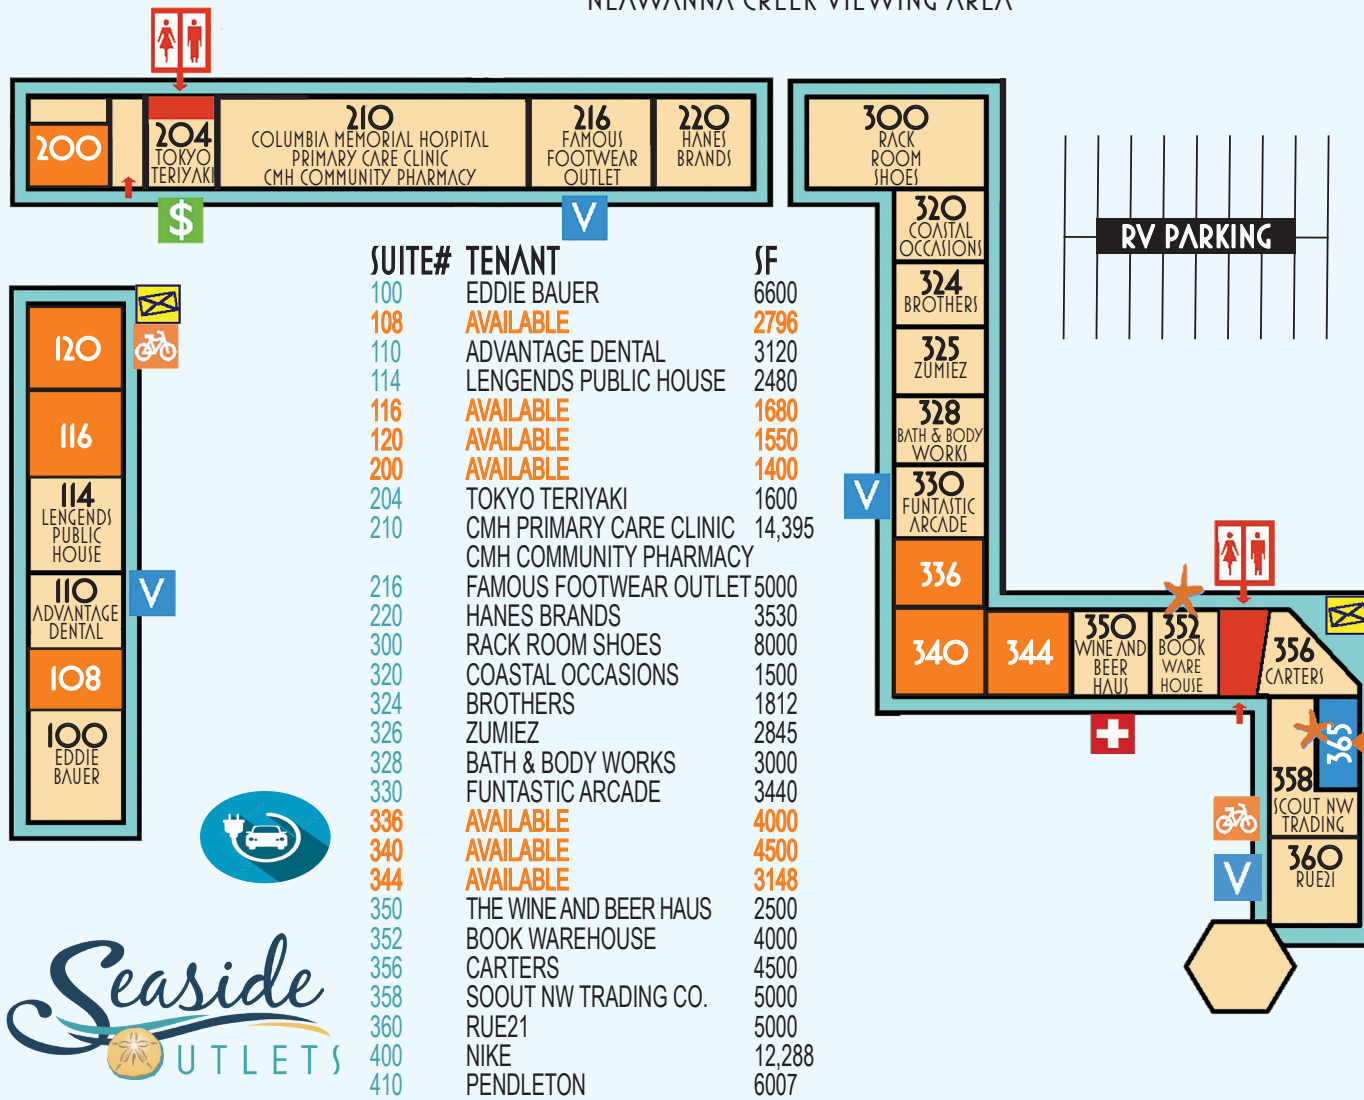 NEAWANNA CREEK VIEWING AREA
200
204
TOKYO
TERIYAKI
210
COLUMBIA MEMORIAL HOSPITAL
PRIMARY CARE CLINIC
CMH COMMUNITY PHARMACY
216
FAMOUS
FOOTWEAR
OUTLET
220
HANES
BRANDS
$
V
300
RACK
ROOM
SHOES
320
COASTAL
OCCASIONS
324
BROTHERS
325
ZUMIEZ
328
BATH & BODY
WORKS
330
FUNTASTIC
ARCADE
V
336
340
344
350
WINE AND
BEER
HAUS
352
BOOK
WARE
HOUSE
356
CARTERS
365
358
SCOUT NW
TRADING
360
RUE21
V
RV PARKING
120
116
114
LENGENDS
PUBLIC
HOUSE
110
ADVANTAGE
DENTAL
V
108
100
EDDIE
BAUER
SUITE# TENANT SF
100 EDDIE BAUER 6600
108 AVAILABLE 2796
110 ADVANTAGE DENTAL 3120
114 LENGENDS PUBLIC HOUSE 2480
116 AVAILABLE 1680
120 AVAILABLE 1550
200 AVAILABLE 1400
204 TOKYO TERIYAKI 1600
210 CMH PRIMARY CARE CLINIC 14,395
CMH COMMUNITY PHARMACY
216 FAMOUS FOOTWEAR OUTLET 5000
220 HANES BRANDS 3530
300 RACK ROOM SHOES 8000
320 COASTAL OCCASIONS 1500
324 BROTHERS 1812
326 ZUMIEZ 2845
328 BATH & BODY WORKS 3000
330 FUNTASTIC ARCADE 3440
336 AVAILABLE 4000
340 AVAILABLE 4500
344 AVAILABLE 3148
350 THE WINE AND BEER HAUS 2500
352 BOOK WAREHOUSE 4000
356 CARTERS 4500
358 SOOUT NW TRADING CO. 5000
360 RUE21 5000
400 NIKE 12,288
410 PENDLETON 6007
Seaside
OUTLETS